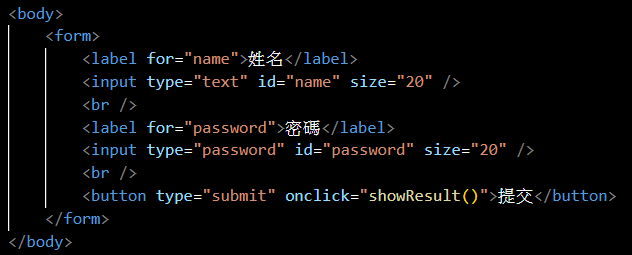 <body>
<form>
<label for="name">姓名</label>
<input type="text" id="name" size="20" />
<br />
<label for="password">密碼</label>
<input type="password" id="password" size="20" />
<br />
<button type="submit" onclick="showResult()">提交</button>
</form>
</body>